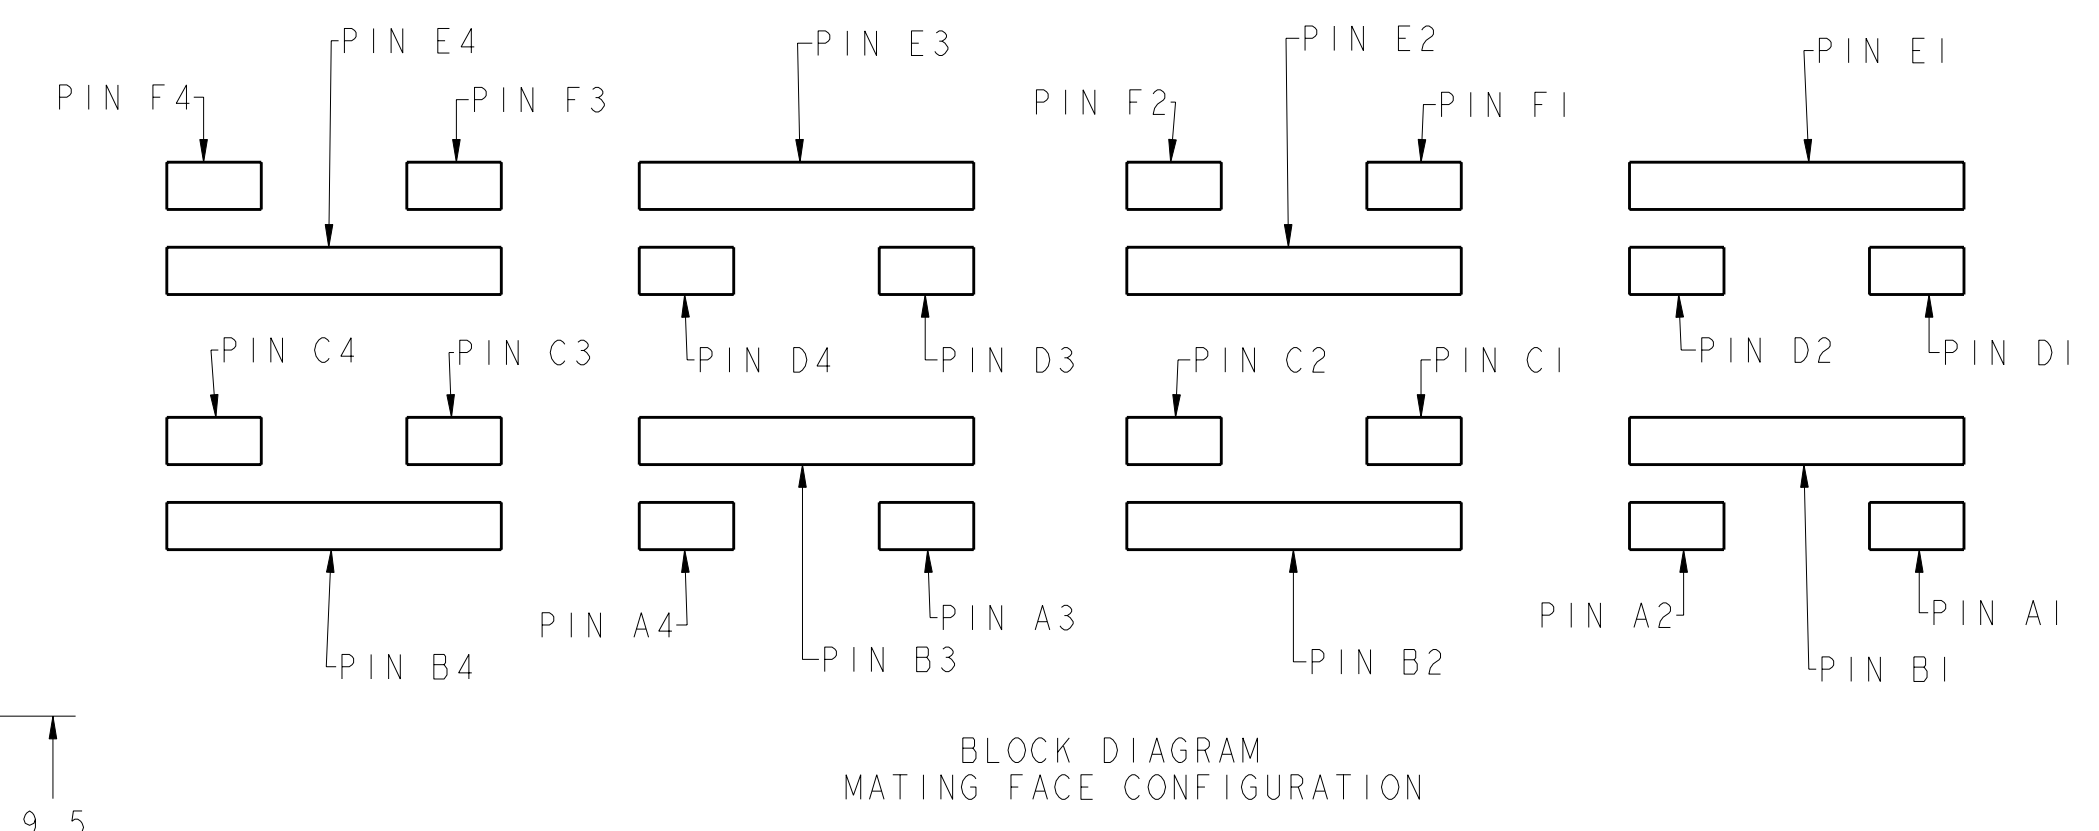 PIN E4
PIN E3
PIN E2
PIN E1
PIN F4
PIN F3
PIN F2
PIN F1
PIN C4
PIN C3
PIN D4
PIN D3
PIN C2
PIN C1
PIN D2
PIN D1
PIN A4
PIN A3
PIN A2
PIN A1
PIN B4
PIN B3
PIN B2
PIN B1
BLOCK DIAGRAM
MATING FACE CONFIGURATION
9 5